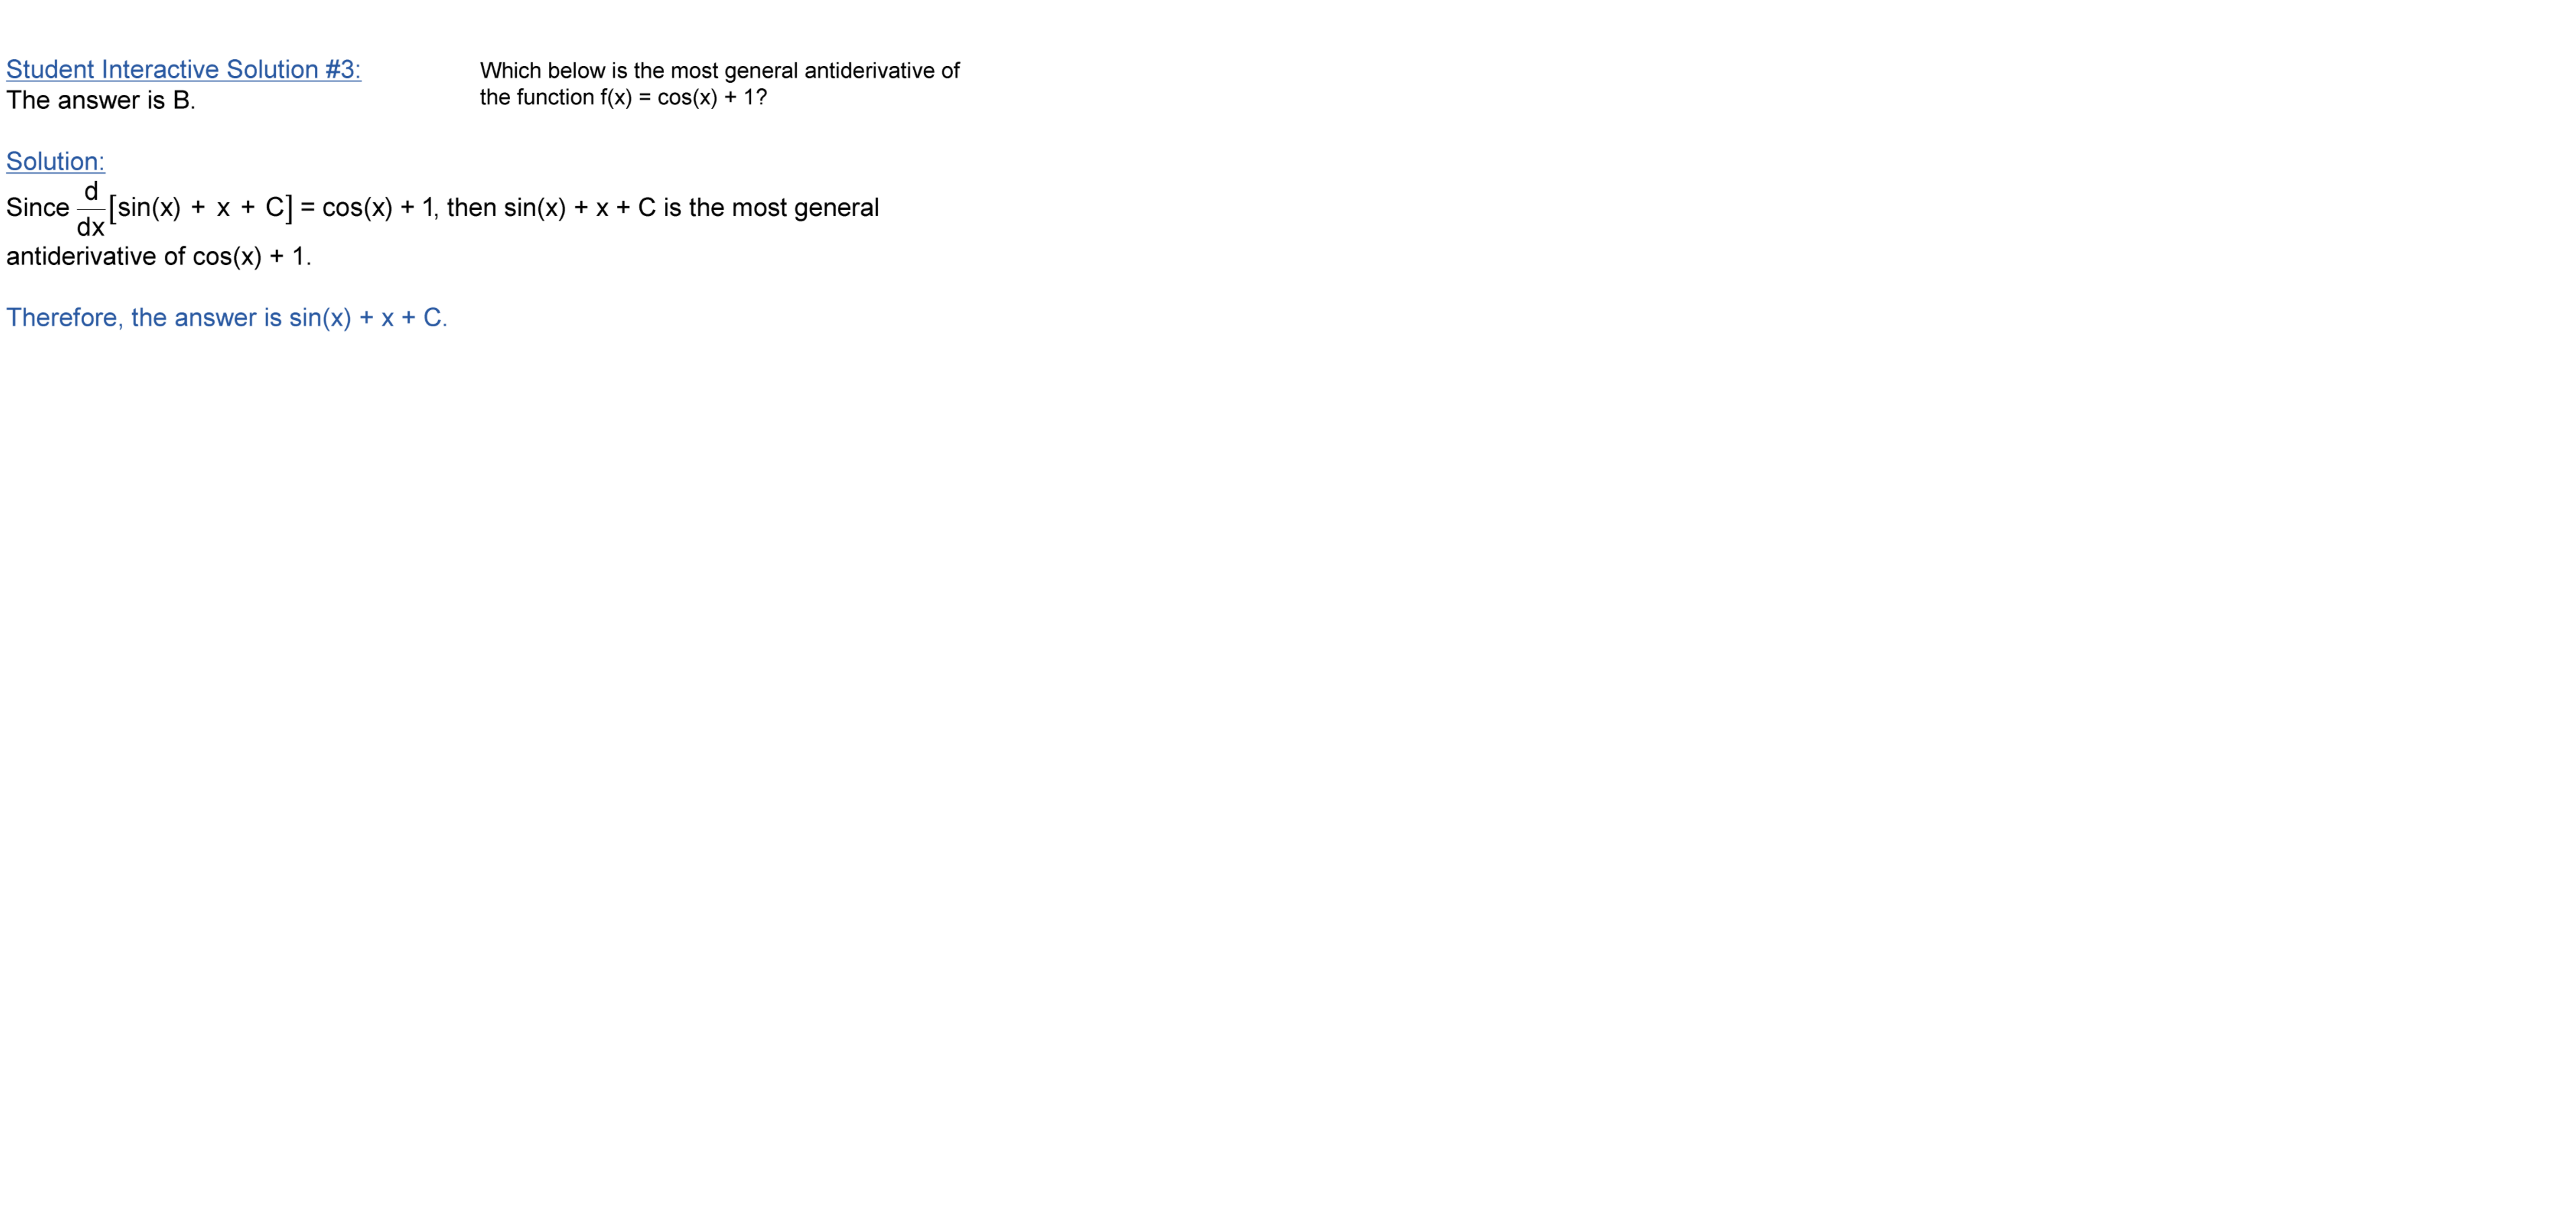 Student Interactive Solution #3:
The answer is B.
Which below is the most general antiderivative of
the function f(x) = cos(x) + 1?
Solution:
Since d/dx [sin(x) + x + C] = cos(x) + 1, then sin(x) + x + C is the most general
antiderivative of cos(x) + 1.
Therefore, the answer is sin(x) + x + C.